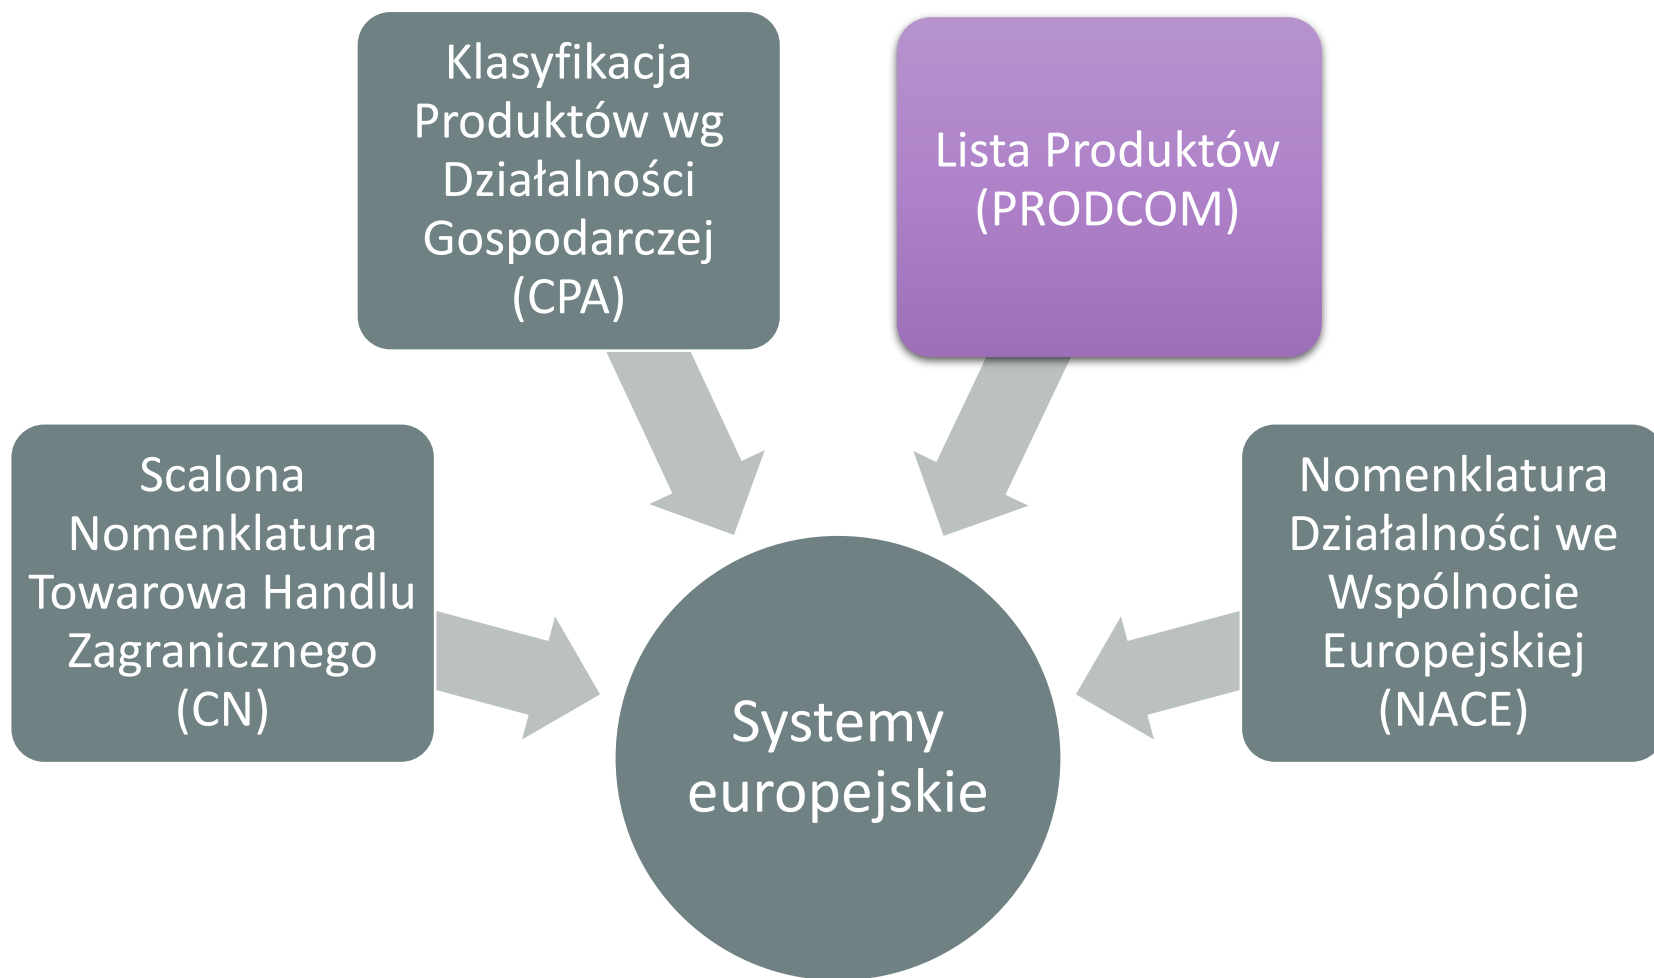 Klasyfikacja
Produktów wg
Działalności
Gospodarczej
(CPA)
Lista Produktów
(PRODCOM)
Scalona
Nomenklatura
Towarowa Handlu
Zagranicznego
(CN)
Nomenklatura
Działalności we
Wspólnocie
Europejskiej
(NACE)
Systemy
europejskie